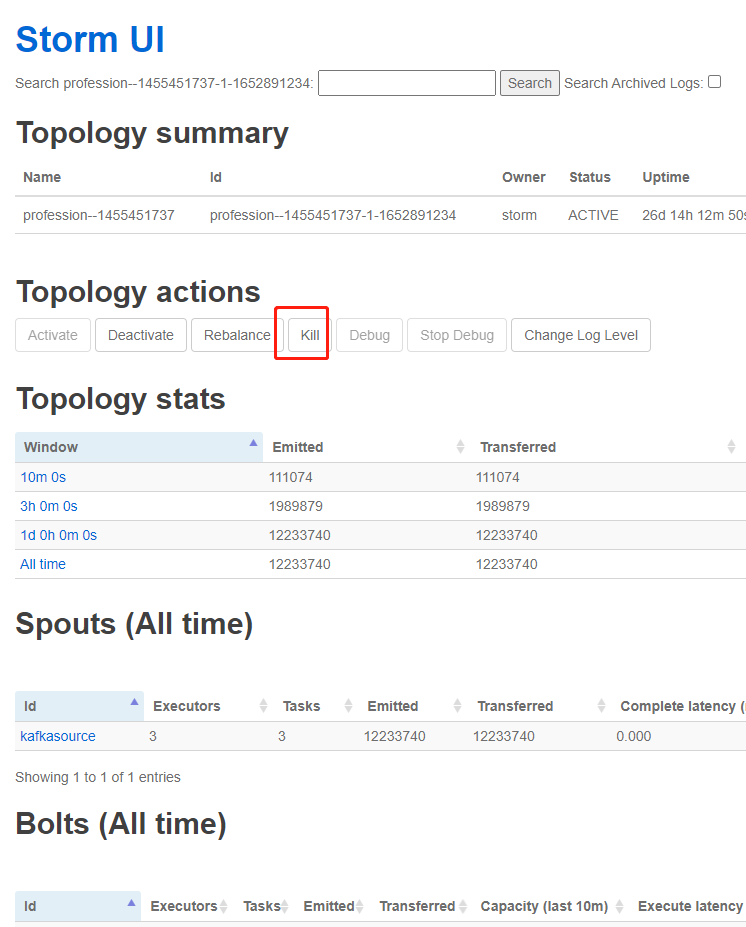 Storm UI
Search profession--1455451737-1-1652891234: Search Search Archived Logs:
Topology summary
Name Id Owner Status Uptime
profession--1455451737 profession--1455451737-1-1652891234 storm ACTIVE 26d 14h 12m 50s
Topology actions
Activate Deactivate Rebalance Kill Debug Stop Debug Change Log Level
Topology stats
Window Emitted Transferred
10m 0s 111074 111074
3h 0m 0s 1989879 1989879
1d 0h 0m 0s 12233740 12233740
All time 12233740 12233740
Spouts (All time)
Id Executors Tasks Emitted Transferred Complete latency (
kafkasource 3 3 12233740 12233740 0.000
Showing 1 to 1 of 1 entries
Bolts (All time)
Id Executors Tasks Emitted Transferred Capacity (last 10m) Execute latency